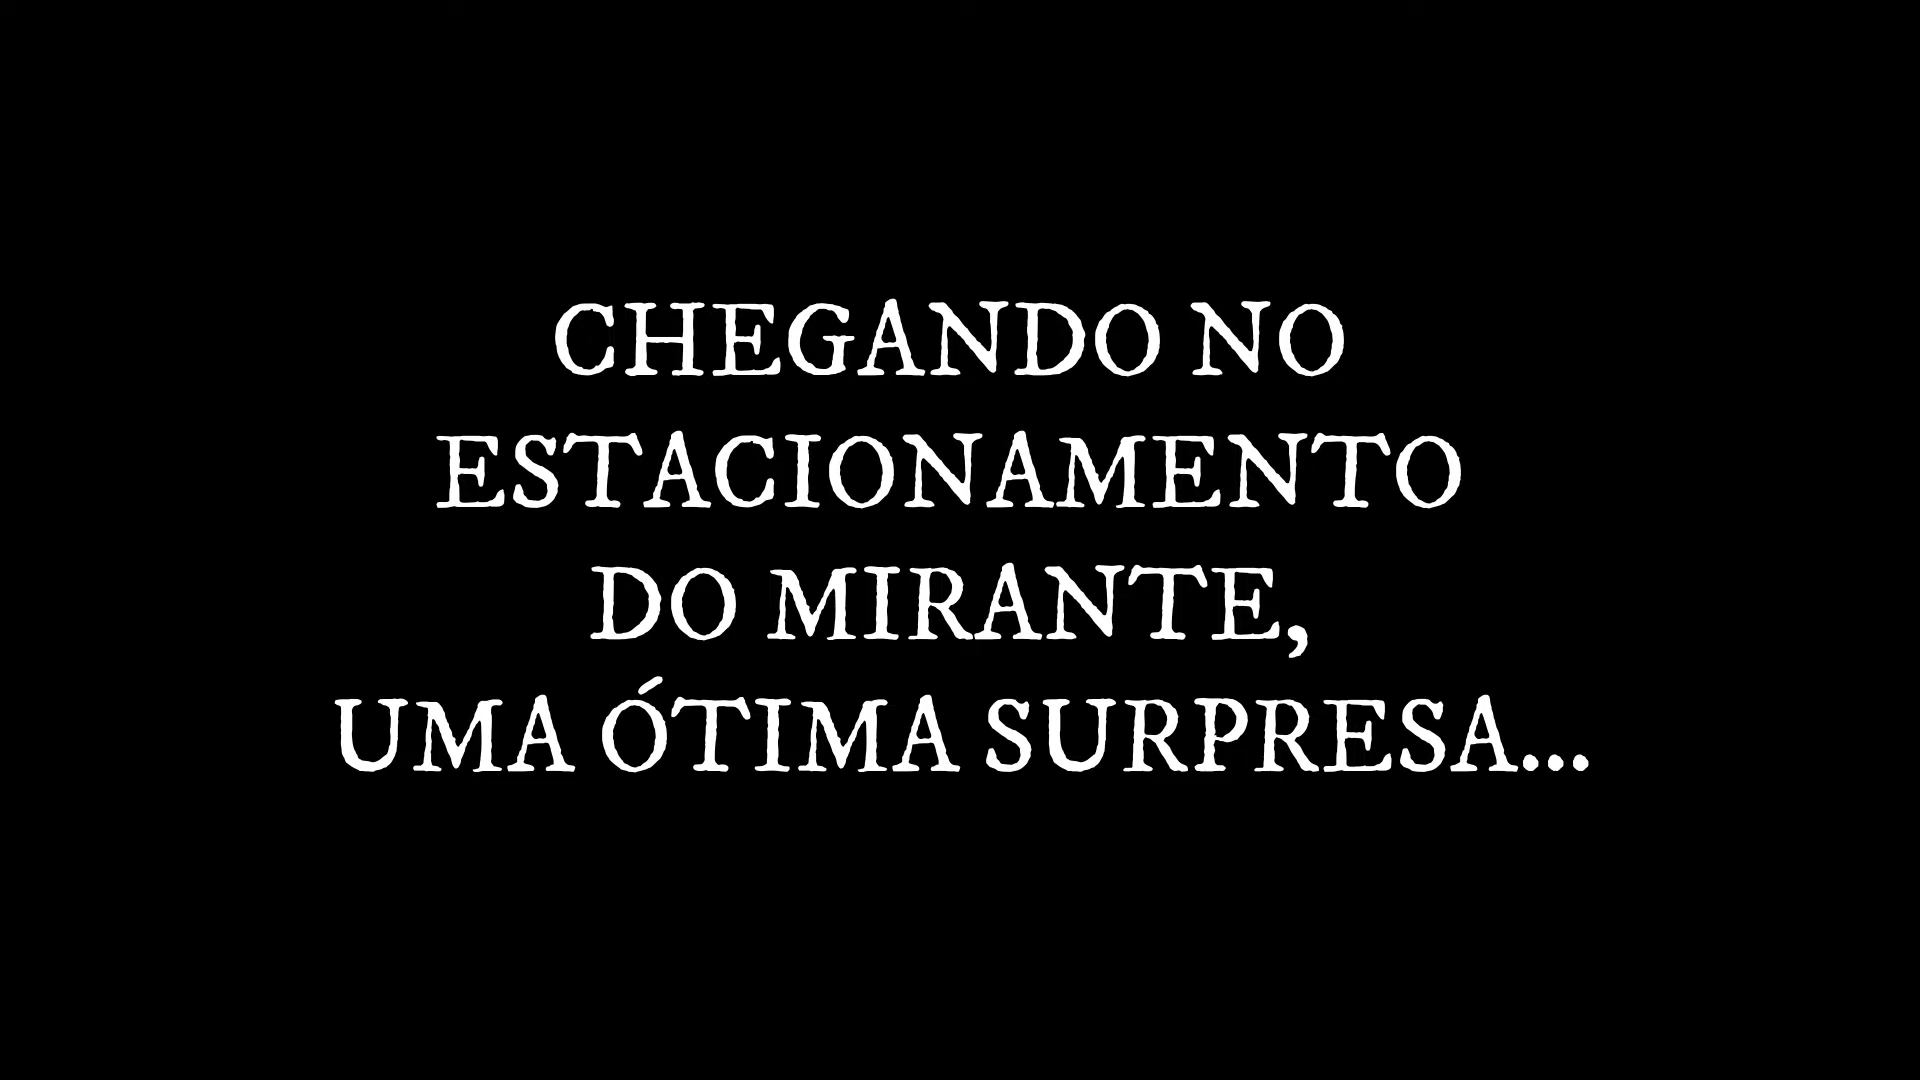 CHEGANDO NO
ESTACIONAMENTO
DO MIRANTE,
UMA ÓTIMA SURPRESA...